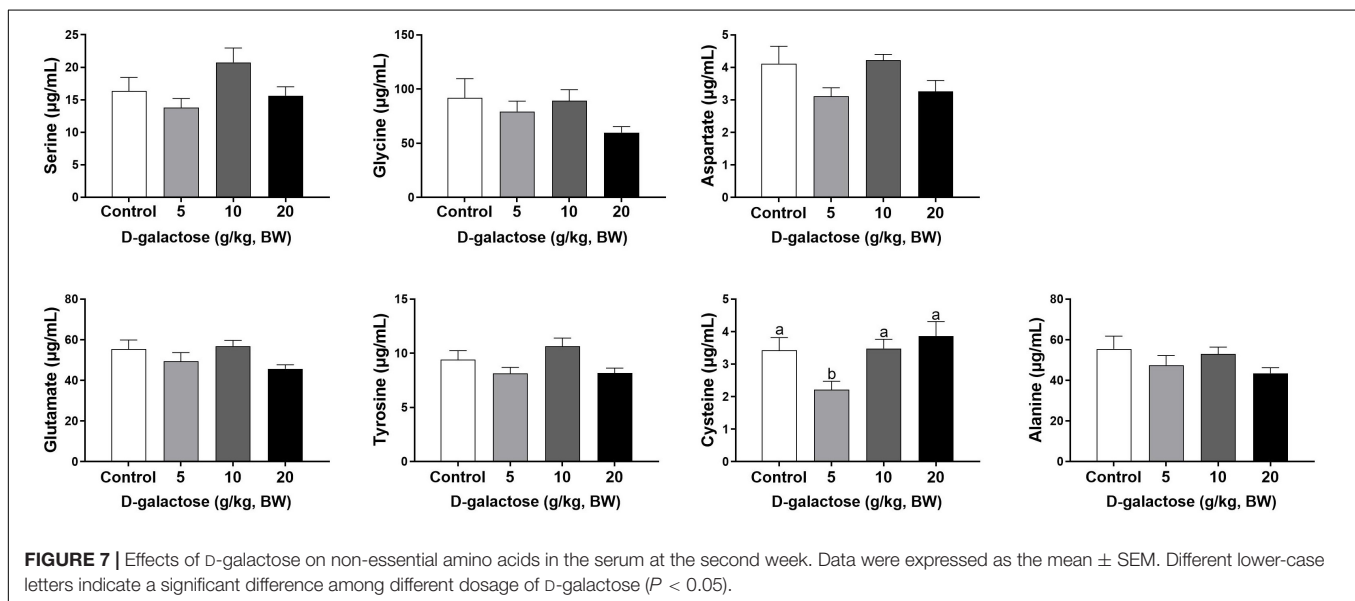 25
20
15
10
5
0
Serine (µg/mL)
Control 5 10 20
D-galactose (g/kg, BW)
150
100
50
0
Glycine (µg/mL)
Control 5 10 20
D-galactose (g/kg, BW)
5
4
3
2
1
0
Aspartate (µg/mL)
Control 5 10 20
D-galactose (g/kg, BW)
80
60
40
20
0
Glutamate (µg/mL)
Control 5 10 20
D-galactose (g/kg, BW)
15
10
5
0
Tyrosine (µg/mL)
Control 5 10 20
D-galactose (g/kg, BW)
5
4
3
2
1
0
Cysteine (µg/mL)
a b a a
Control 5 10 20
D-galactose (g/kg, BW)
80
60
40
20
0
Alanine (µg/mL)
Control 5 10 20
D-galactose (g/kg, BW)
FIGURE 7 | Effects of D-galactose on non-essential amino acids in the serum at the second week. Data were expressed as the mean ± SEM. Different lower-case
letters indicate a significant difference among different dosage of D-galactose (P < 0.05).